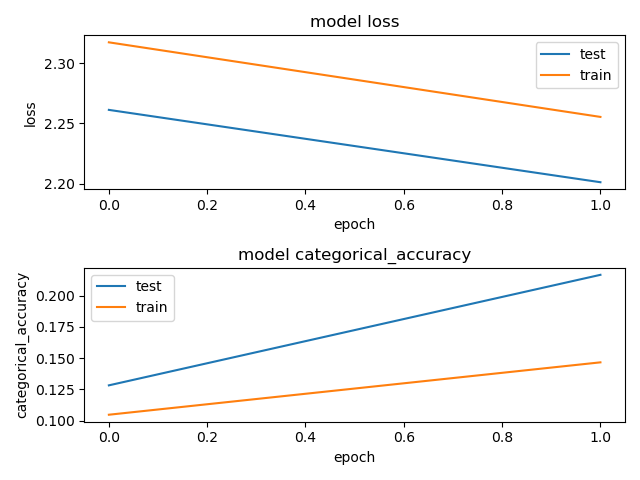 model loss
test
train
2.30
2.25
2.20
loss
0.0 0.2 0.4 0.6 0.8 1.0
epoch
model categorical_accuracy
test
train
0.200
0.175
0.150
0.125
0.100
categorical_accuracy
0.0 0.2 0.4 0.6 0.8 1.0
epoch